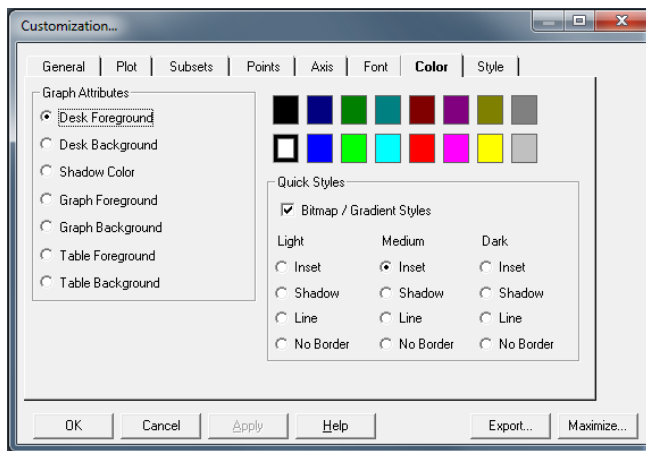 Customization...
General | Plot | Subsets | Points | Axis | Font | Color | Style |
Graph Attributes
Desk Foreground
Desk Background
Shadow Color
Graph Foreground
Graph Background
Table Foreground
Table Background
Quick Styles
Bitmap / Gradient Styles
Light Medium Dark
Inset Inset Inset
Shadow Shadow Shadow
Line Line Line
No Border No Border No Border
OK Cancel Apply Help Export... Maximize...